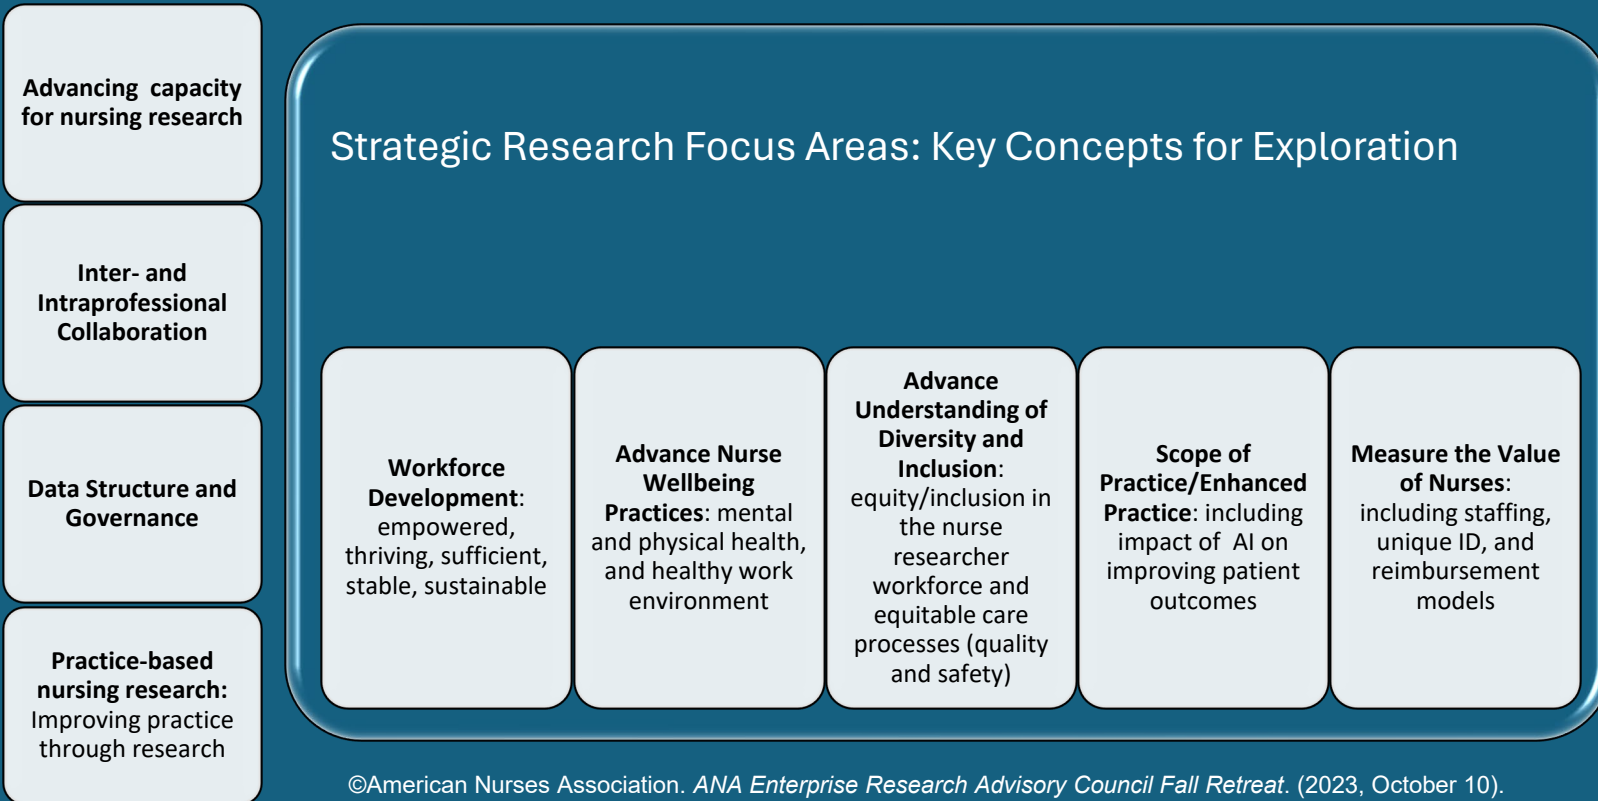 Advancing capacity
for nursing research
Inter- and
Intraprofessional
Collaboration
Data Structure and
Governance
Practice-based
nursing research:
Improving practice
through research
Strategic Research Focus Areas: Key Concepts for Exploration
Workforce
Development:
empowered,
thriving, sufficient,
stable, sustainable
Advance Nurse
Wellbeing
Practices: mental
and physical health,
and healthy work
environment
Advance
Understanding of
Diversity and
Inclusion:
equity/inclusion in
the nurse
researcher
workforce and
equitable care
processes (quality
and safety)
Scope of
Practice/Enhanced
Practice: including
impact of AI on
improving patient
outcomes
Measure the Value
of Nurses:
including staffing,
unique ID, and
reimbursement
models
©American Nurses Association. ANA Enterprise Research Advisory Council Fall Retreat. (2023, October 10).